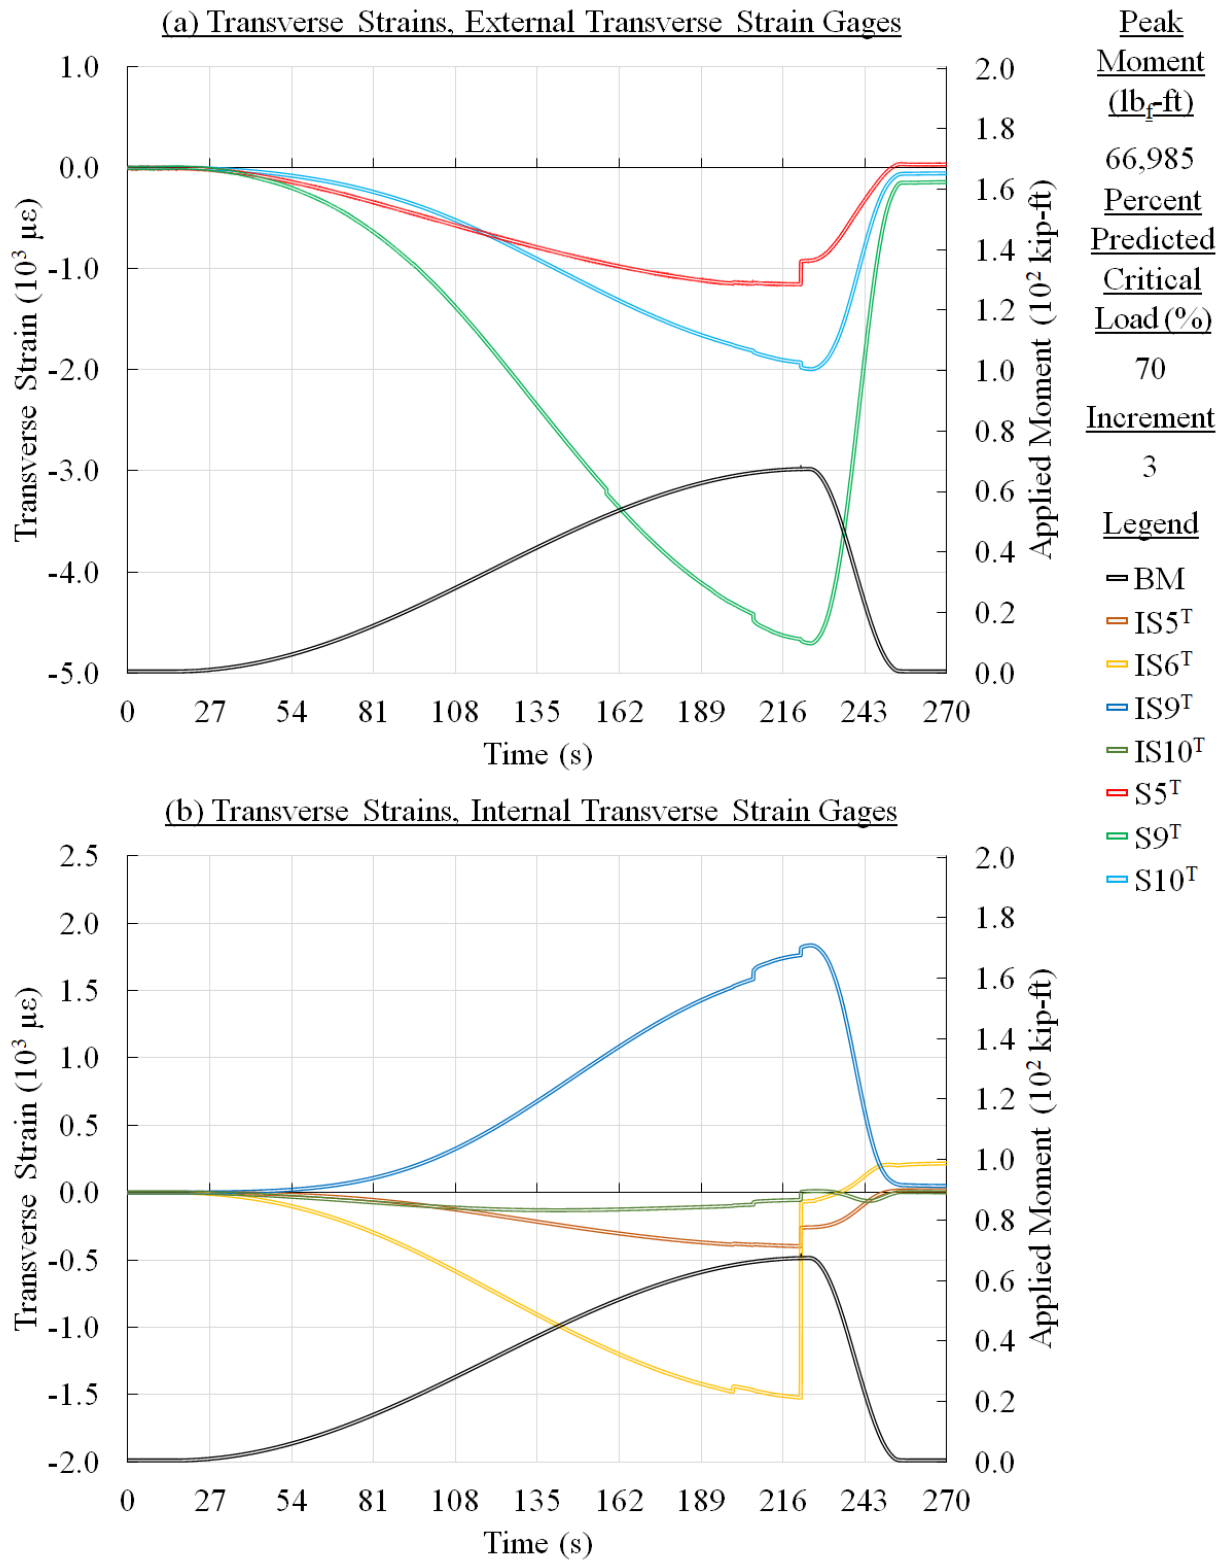 (a) Transverse Strains, External Transverse Strain Gages
1.0
0.0
-1.0
-2.0
-3.0
-4.0
-5.0
Transverse Strain (10³ με)
2.0
1.8
1.6
1.4
1.2
1.0
0.8
0.6
0.4
0.2
0.0
Applied Moment (10² kip-ft)
0 27 54 81 108 135 162 189 216 243 270
Time (s)
(b) Transverse Strains, Internal Transverse Strain Gages
2.5
2.0
1.5
1.0
0.5
0.0
-0.5
-1.0
-1.5
-2.0
Transverse Strain (10³ με)
2.0
1.8
1.6
1.4
1.2
1.0
0.8
0.6
0.4
0.2
0.0
Applied Moment (10² kip-ft)
0 27 54 81 108 135 162 189 216 243 270
Time (s)
Peak
Moment
(lb_f-ft)
66,985
Percent
Predicted
Critical
Load (%)
70
Increment
3
Legend
BM
IS5ᵀ
IS6ᵀ
IS9ᵀ
IS10ᵀ
S5ᵀ
S9ᵀ
S10ᵀ